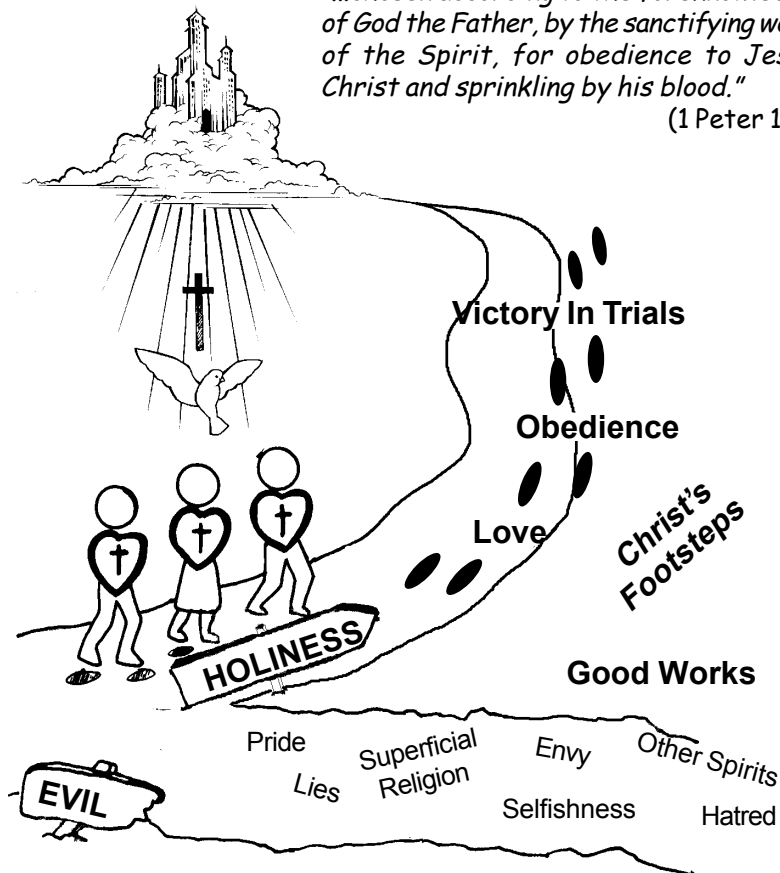 of God the Father, by the sanctifying
of the Spirit, for obedience to
Christ and sprinkling by his blood."
(1 Peter 1
Victory In Trials
Obedience
Love
Christ's
Footsteps
HOLINESS
Good Works
Pride
Superficial
Religion
Envy
Other Spirits
Lies
Selfishness
Hatred
EVIL